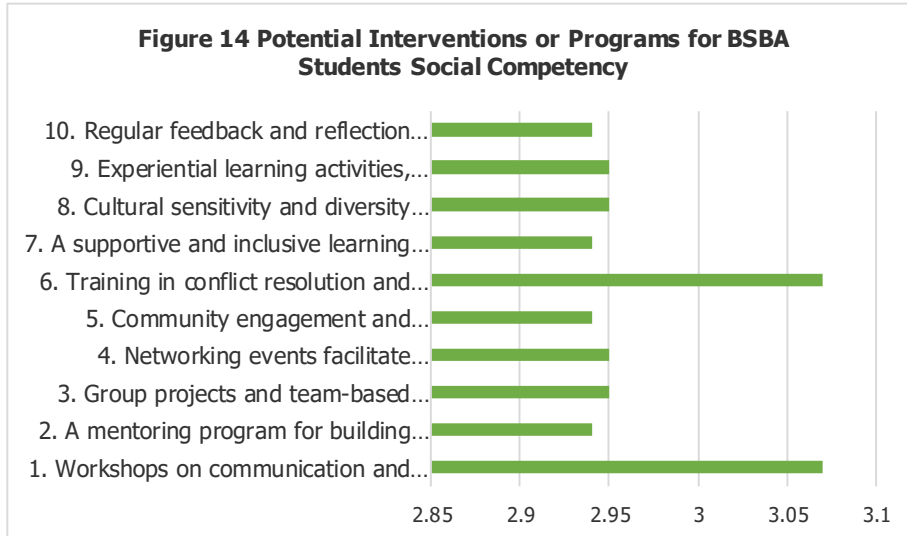 Figure 14 Potential Interventions or Programs for BSBA
Students Social Competency
10. Regular feedback and reflection...
9. Experiential learning activities,...
8. Cultural sensitivity and diversity...
7. A supportive and inclusive learning...
6. Training in conflict resolution and...
5. Community engagement and...
4. Networking events facilitate...
3. Group projects and team-based...
2. A mentoring program for building...
1. Workshops on communication and...
2.85 2.9 2.95 3 3.05 3.1